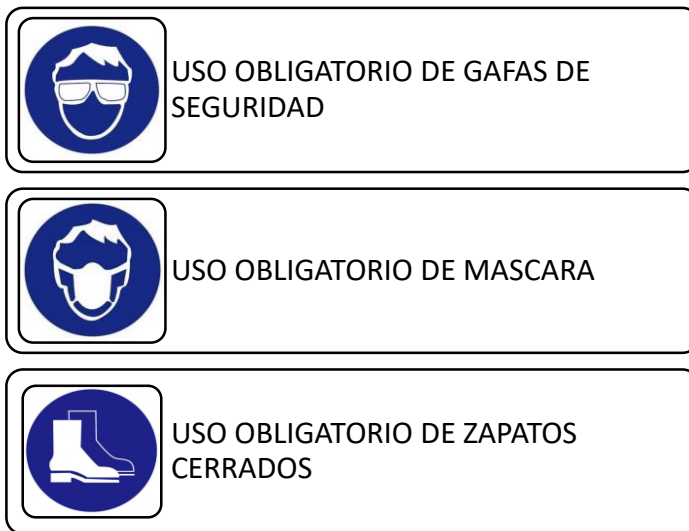 USO OBLIGATORIO DE GAFAS DE
SEGURIDAD
USO OBLIGATORIO DE MASCARA
USO OBLIGATORIO DE ZAPATOS
CERRADOS